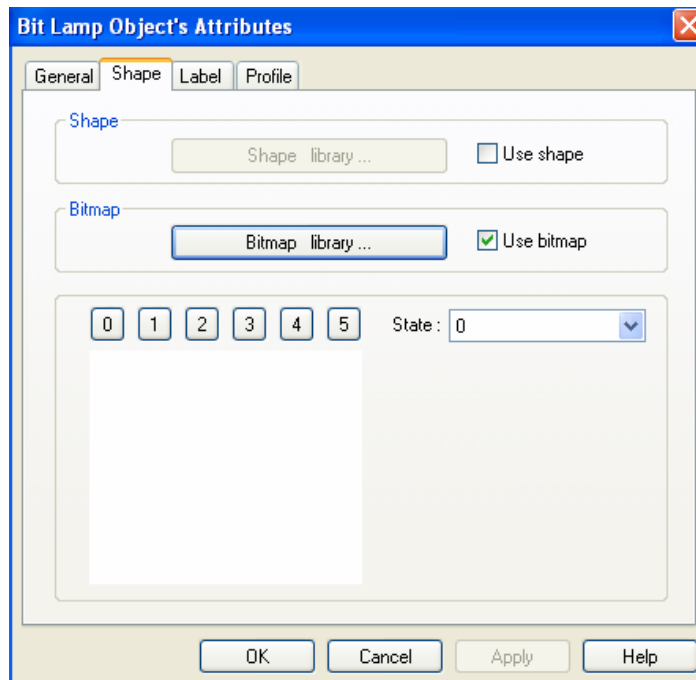 Bit Lamp Object's Attributes
General Shape Label Profile
Shape
Shape library ... Use shape
Bitmap
Bitmap library ... Use bitmap
0 1 2 3 4 5 State : 0
OK Cancel Apply Help